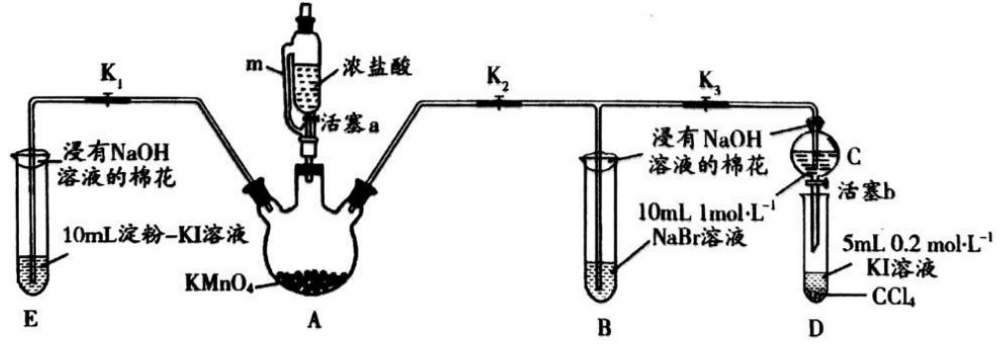 K₁
m
浓盐酸
活塞a
K₂
K₃
浸有NaOH
溶液的棉花
10mL淀粉-KI溶液
KMnO₄
浸有NaOH
溶液的棉花
C
活塞b
10mL 1mol·L⁻¹
NaBr溶液
5mL 0.2 mol·L⁻¹
KI溶液
CCl₄
E
A
B
D